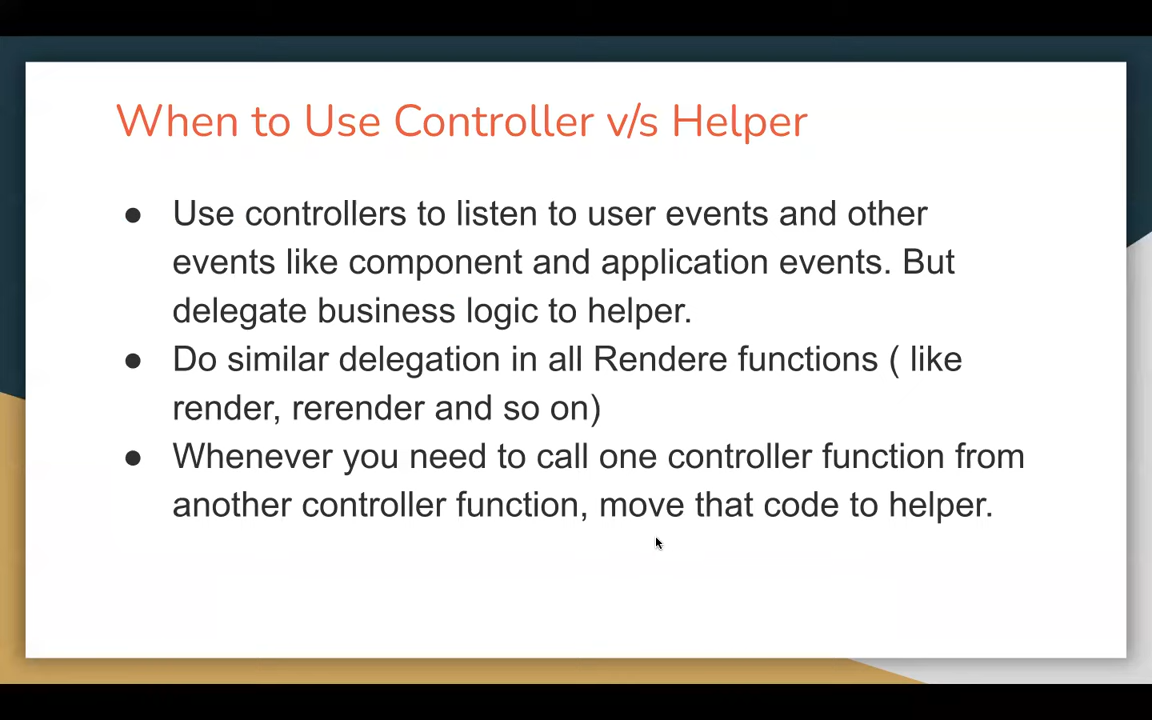 When to Use Controller v/s Helper
● Use controllers to listen to user events and other
events like component and application events. But
delegate business logic to helper.
● Do similar delegation in all Rendere functions ( like
render, rerender and so on)
● Whenever you need to call one controller function from
another controller function, move that code to helper.